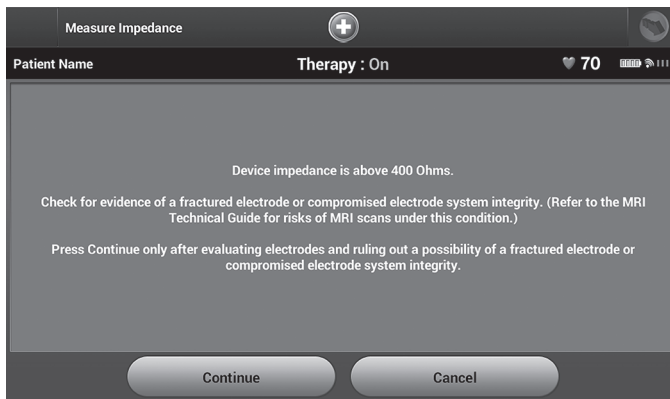 Measure Impedance
Patient Name
Therapy : On
70
Device impedance is above 400 Ohms.
Check for evidence of a fractured electrode or compromised electrode system integrity. (Refer to the MRI
Technical Guide for risks of MRI scans under this condition.)
Press Continue only after evaluating electrodes and ruling out a possibility of a fractured electrode or
compromised electrode system integrity.
Continue
Cancel